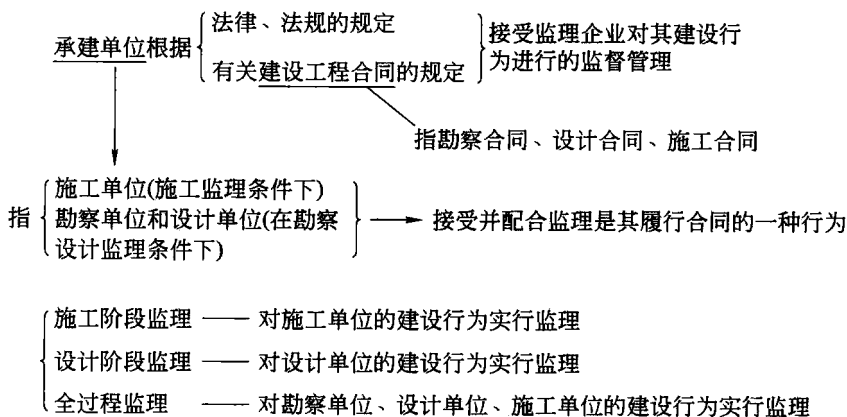 承建单位根据
法律、法规的规定
有关建设工程合同的规定
接受监理企业对其建设行
为进行的监督管理
指勘察合同、设计合同、施工合同
指
施工单位(施工监理条件下)
勘察单位和设计单位(在勘察
设计监理条件下)
接受并配合监理是其履行合同的一种行为
施工阶段监理 —— 对施工单位的建设行为实行监理
设计阶段监理 —— 对设计单位的建设行为实行监理
全过程监理 —— 对勘察单位、设计单位、施工单位的建设行为实行监理